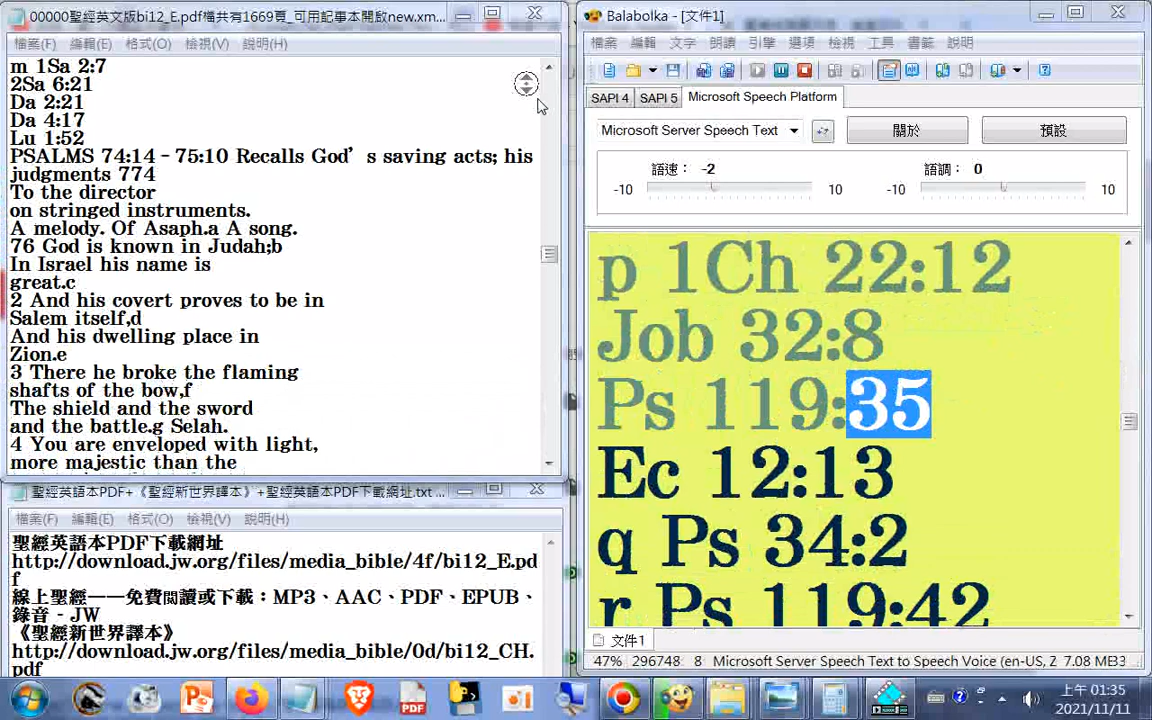 00000聖經英文版bi12_E.pdf檔共有1669頁_可用記事本開啟new.xm...
檔案(F) 編輯(E) 格式(O) 檢視(V) 說明(H)
m 1Sa 2:7
2Sa 6:21
Da 2:21
Da 4:17
Lu 1:52
PSALMS 74:14–75:10 Recalls God’s saving acts; his
judgments 774
To the director
on stringed instruments.
A melody. Of Asaph.a A song.
76 God is known in Judah;b
In Israel his name is
great.c
2 And his covert proves to be in
Salem itself,d
And his dwelling place in
Zion.e
3 There he broke the flaming
shafts of the bow,f
The shield and the sword
and the battle.g Selah.
4 You are enveloped with light,
more majestic than the
聖經英語本PDF+《聖經新世界譯本》+聖經英語本PDF下載網址.txt ...
檔案(F) 編輯(E) 格式(O) 檢視(V) 說明(H)
聖經英語本PDF下載網址
http://download.jw.org/files/media_bible/4f/bi12_E.pd
f
線上聖經——免費閱讀或下載：MP3、AAC、PDF、EPUB、
錄音 - JW
《聖經新世界譯本》
http://download.jw.org/files/media_bible/0d/bi12_CH.
pdf
Balabolka - [文件1]
檔案 編輯 文字 朗讀 引擎 選項 檢視 工具 書籤 說明
SAPI 4 SAPI 5 Microsoft Speech Platform
Microsoft Server Speech Text 關於 預設
語速： -2 語調： 0
-10 10 -10 10
p 1Ch 22:12
Job 32:8
Ps 119:35
Ec 12:13
q Ps 34:2
r Ps 119:42
文件1
47% 296748 8 Microsoft Server Speech Text to Speech Voice (en-US, Z 7.08 MB3
上午 01:35
2021/11/11